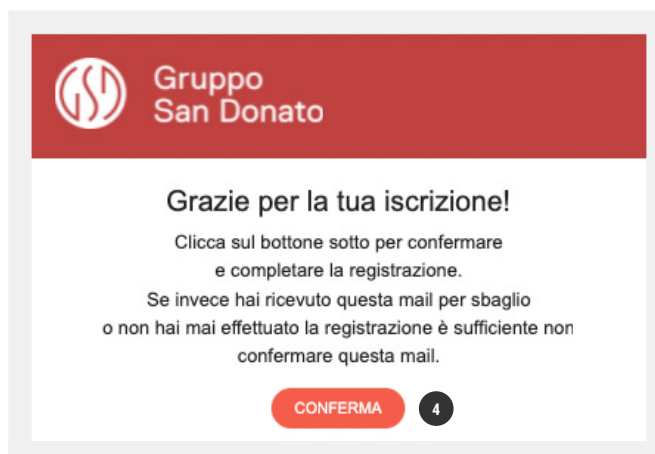 GSD
Gruppo
San Donato
Grazie per la tua iscrizione!
Clicca sul bottone sotto per confermare
e completare la registrazione.
Se invece hai ricevuto questa mail per sbaglio
o non hai mai effettuato la registrazione è sufficiente non
confermare questa mail.
CONFERMA 4